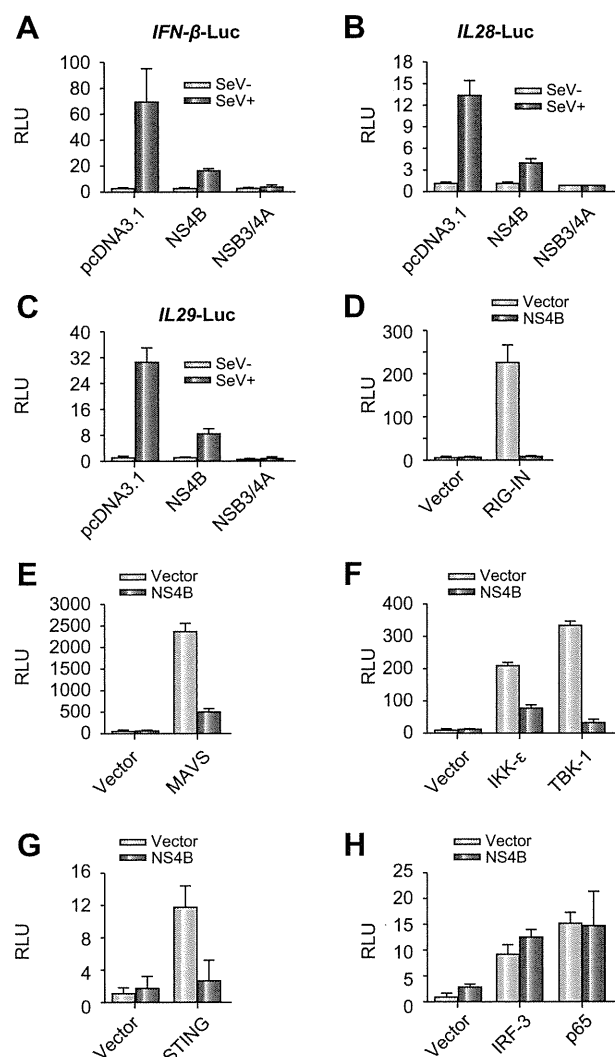 A
IFN-β-Luc
RLU
100
80
60
40
20
0
SeV-
SeV+
pcDNA3.1
NS4B
NSB3/4A
B
IL28-Luc
RLU
18
15
12
9
6
3
0
SeV-
SeV+
pcDNA3.1
NS4B
NSB3/4A
C
IL29-Luc
RLU
40
32
24
16
8
0
SeV-
SeV+
pcDNA3.1
NS4B
NSB3/4A
D
Vector
NS4B
RLU
300
200
100
0
Vector
RIG-IN
E
Vector
NS4B
RLU
3000
2500
2000
1500
1000
500
0
Vector
MAVS
F
Vector
NS4B
RLU
400
300
200
100
0
Vector
IKK-ε
TBK-1
G
Vector
NS4B
RLU
16
12
8
4
0
Vector
STING
H
Vector
NS4B
RLU
25
20
15
10
5
0
Vector
IRF-3
p65